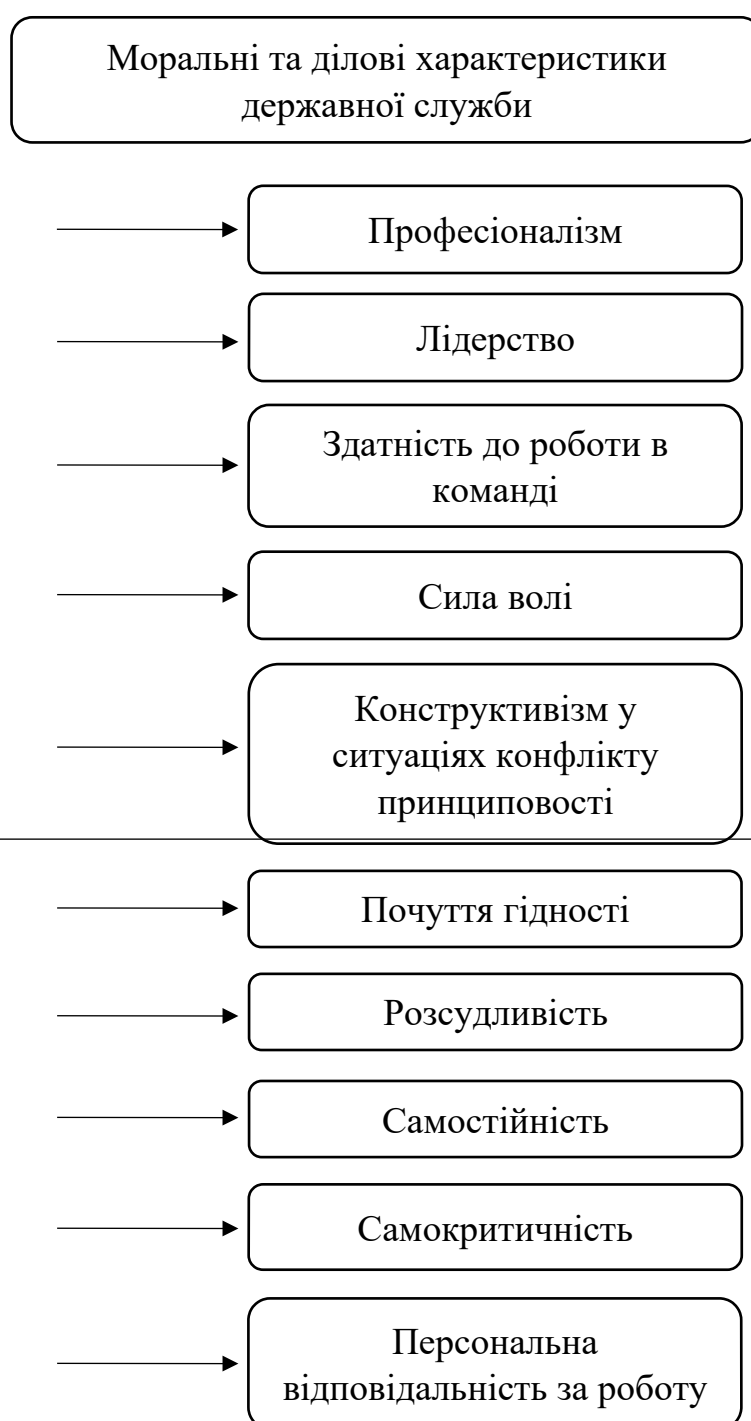 Моральні та ділові характеристики
державної служби
Професіоналізм
Лідерство
Здатність до роботи в
команді
Сила волі
Конструктивізм у
ситуаціях конфлікту
принциповості
Почуття гідності
Розсудливість
Самостійність
Самокритичність
Персональна
відповідальність за роботу